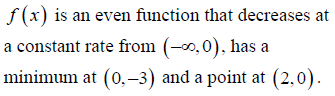 f(x) is an even function that decreases at
a constant rate from (−∞,0), has a
minimum at (0,−3) and a point at (2,0).